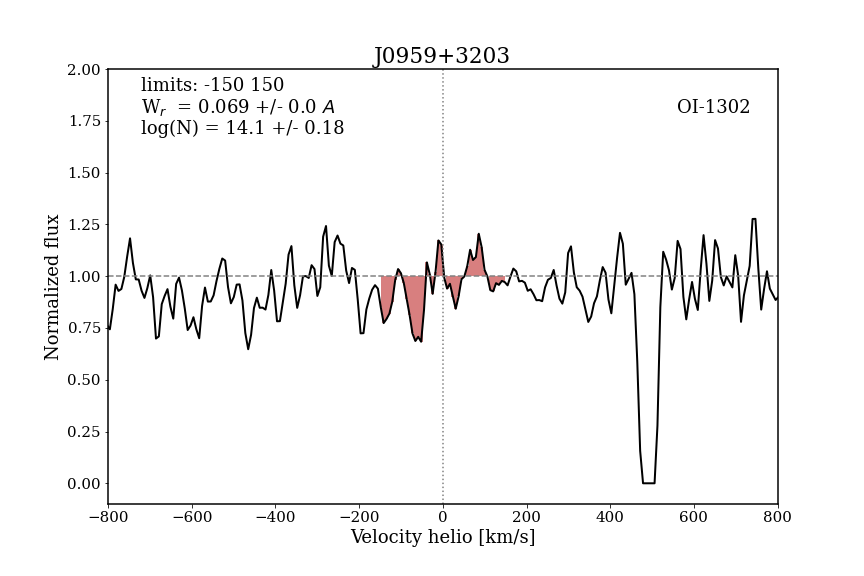 J0959+3203
limits: -150 150
Wr = 0.069 +/- 0.0 A
log(N) = 14.1 +/- 0.18
OI-1302
2.00
1.75
1.50
1.25
1.00
0.75
0.50
0.25
0.00
Normalized flux
−800 −600 −400 −200 0 200 400 600 800
Velocity helio [km/s]